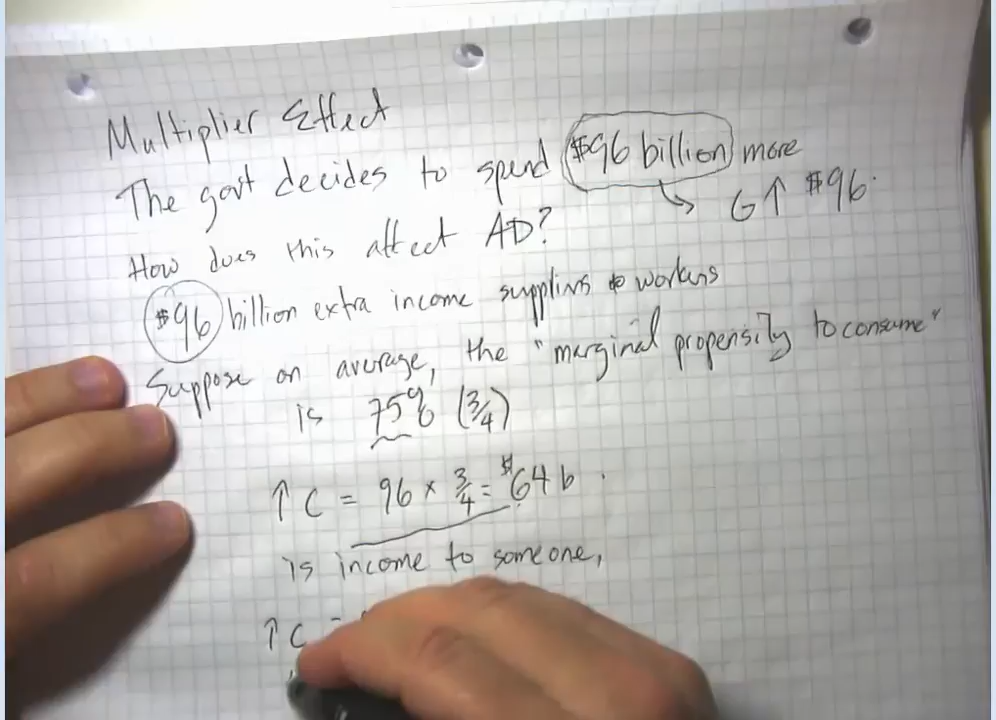 Multiplier Effect
The govt decides to spend $96 billion more
G↑ $96.
How does this affect AD?
$96 billion extra income suppliers & workers
Suppose on average, the "marginal propensity to consume"
is 75% (3/4)
↑ C = 96 × 3/4 = $64 b.
is income to someone,
↑ C =